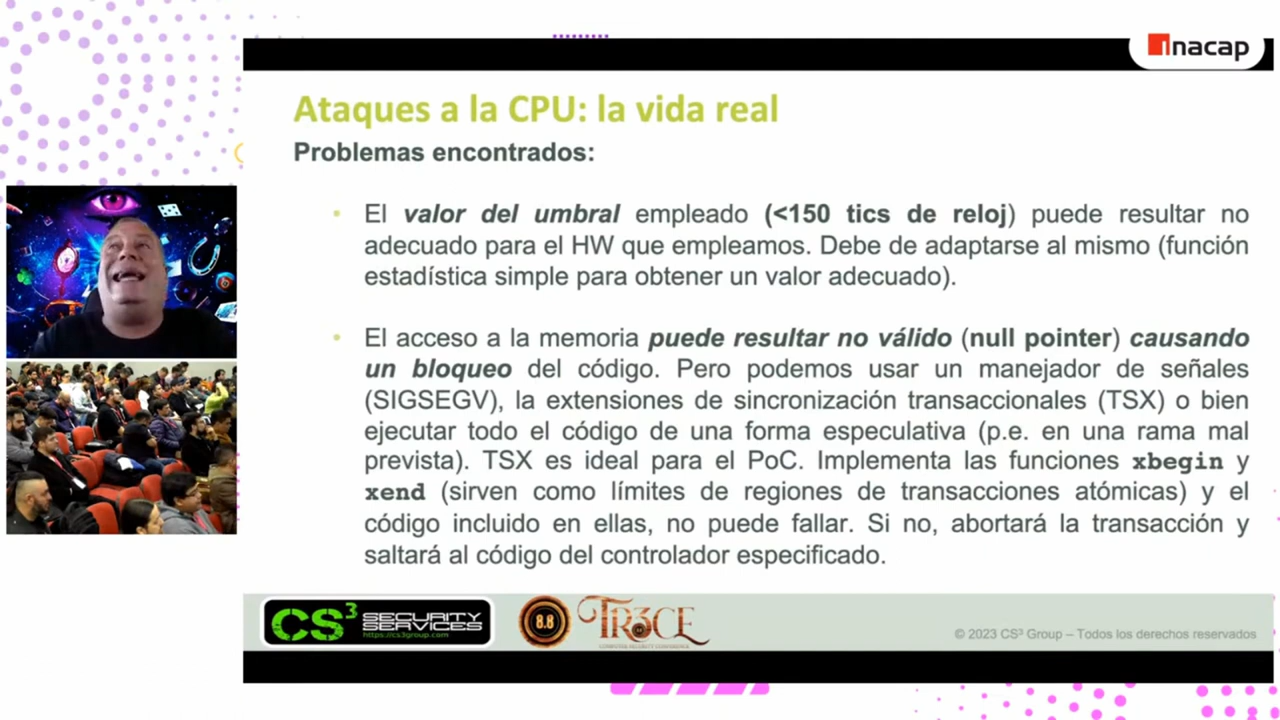 ınacap
Ataques a la CPU: la vida real
Problemas encontrados:
El valor del umbral empleado (<150 tics de reloj) puede resultar no
adecuado para el HW que empleamos. Debe de adaptarse al mismo (función
estadística simple para obtener un valor adecuado).
El acceso a la memoria puede resultar no válido (null pointer) causando
un bloqueo del código. Pero podemos usar un manejador de señales
(SIGSEGV), la extensiones de sincronización transaccionales (TSX) o bien
ejecutar todo el código de una forma especulativa (p.e. en una rama mal
prevista). TSX es ideal para el PoC. Implementa las funciones xbegin y
xend (sirven como límites de regiones de transacciones atómicas) y el
código incluido en ellas, no puede fallar. Si no, abortará la transacción y
saltará al código del controlador especificado.
CS³ SECURITY
SERVICES
https://cs3group.com
8.8
TR3CE
COMPUTER SECURITY CONFERENCE
© 2023 CS³ Group – Todos los derechos reservados